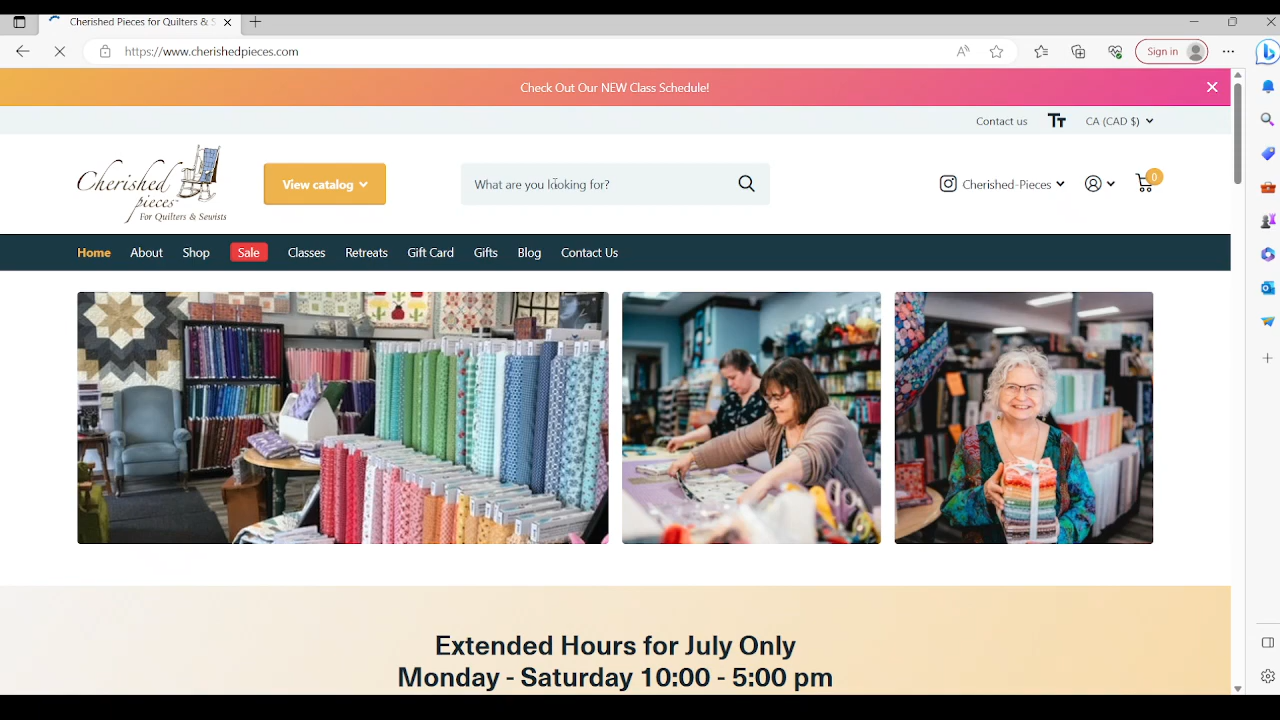 Cherished Pieces for Quilters & S
https://www.cherishedpieces.com
Sign in
Check Out Our NEW Class Schedule!
Contact us
CA (CAD $)
Cherished
pieces
For Quilters & Sewists
View catalog
What are you looking for?
Cherished-Pieces
0
Home About Shop Sale Classes Retreats Gift Card Gifts Blog Contact Us
Extended Hours for July Only
Monday - Saturday 10:00 - 5:00 pm